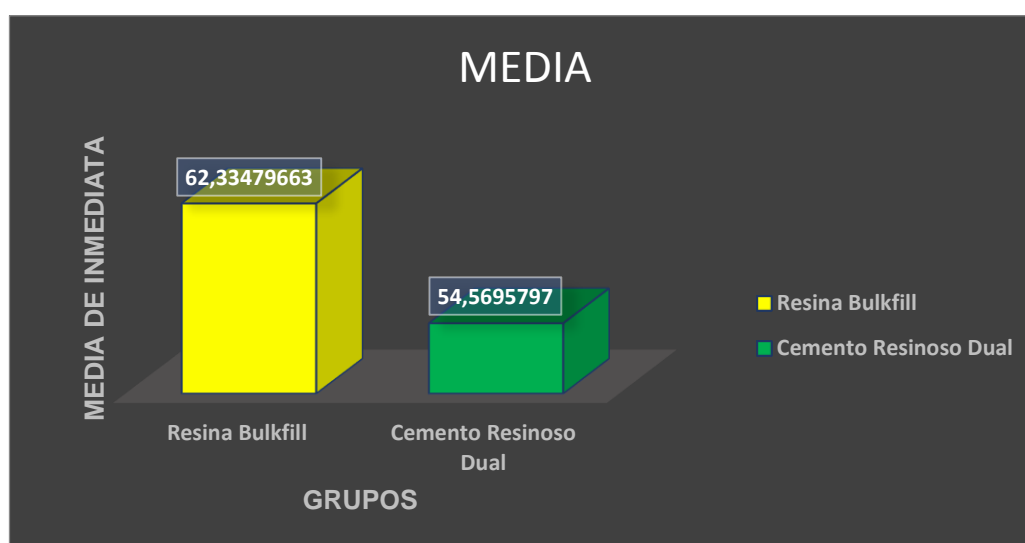 MEDIA
MEDIA DE INMEDIATA
62,33479663
54,5695797
Resina Bulkfill
Cemento Resinoso
Dual
GRUPOS
Resina Bulkfill
Cemento Resinoso Dual